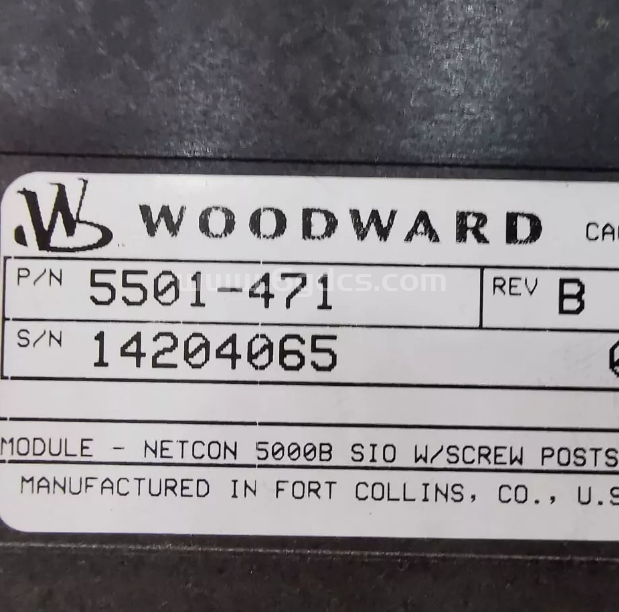 WOODWARD
P/N 5501-471 REV B
S/N 14204065
MODULE - NETCON 5000B SIO W/SCREW POSTS
MANUFACTURED IN FORT COLLINS, CO., U.S